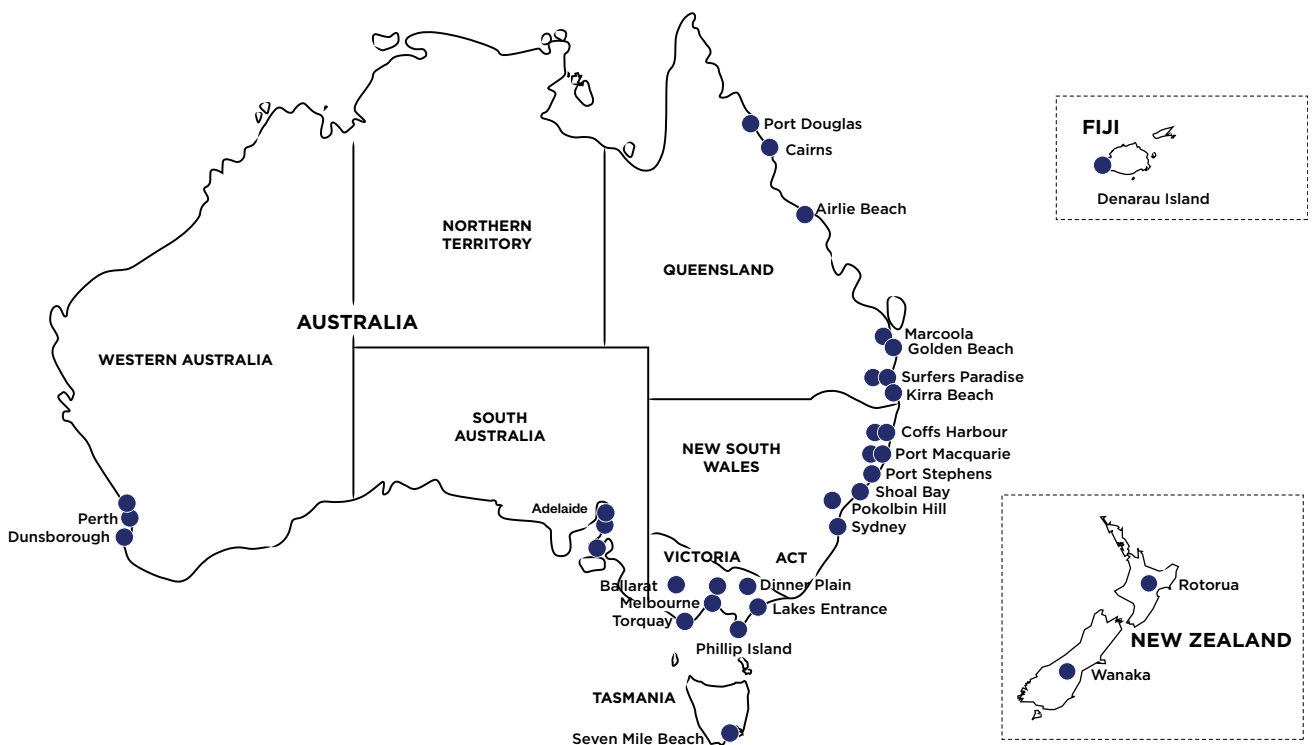 Port Douglas
Cairns
Airlie Beach
NORTHERN
TERRITORY
QUEENSLAND
AUSTRALIA
WESTERN AUSTRALIA
Marcoola
Golden Beach
Surfers Paradise
Kirra Beach
SOUTH
AUSTRALIA
NEW SOUTH
WALES
Coffs Harbour
Port Macquarie
Port Stephens
Shoal Bay
Pokolbin Hill
Sydney
Adelaide
Perth
Dunsborough
VICTORIA
ACT
Ballarat
Dinner Plain
Melbourne
Lakes Entrance
Torquay
Phillip Island
TASMANIA
Seven Mile Beach
FIJI
Denarau Island
Rotorua
NEW ZEALAND
Wanaka